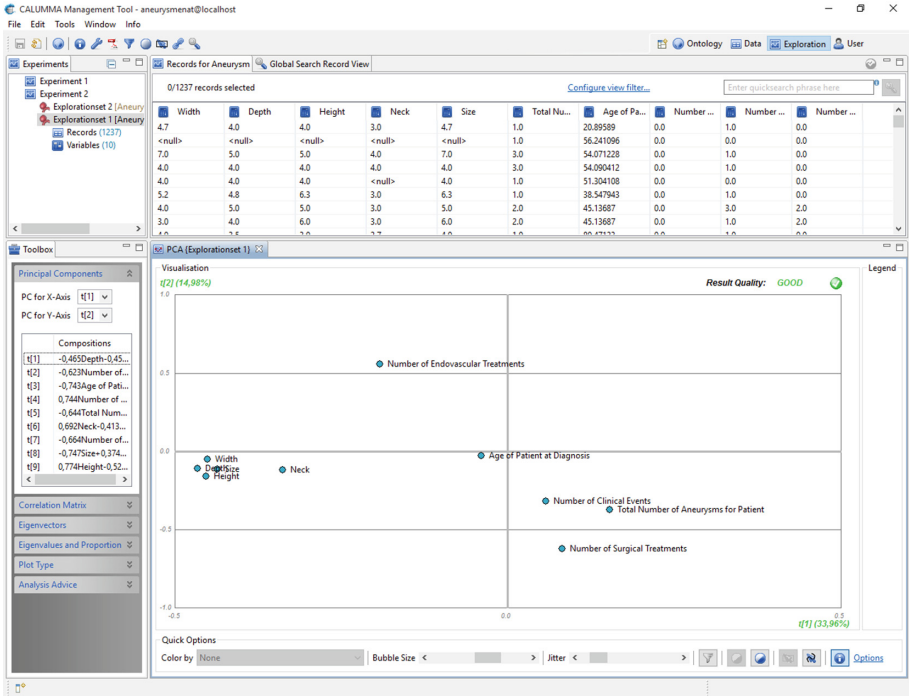 CALUMMA Management Tool - aneurysmenat@localhost
File Edit Tools Window Info
Ontology Data Exploration User
Experiments
Experiment 1
Experiment 2
Explorationset 2 [Aneury
Explorationset 1 [Aneury
Records (1237)
Variables (10)
Records for Aneurysm Global Search Record View
0/1237 records selected Configure view filter... Enter quicksearch phrase here
Width Depth Height Neck Size Total Nu... Age of Pa... Number ... Number ... Number ...
4.7 4.0 4.0 3.0 4.7 1.0 20.89589 0.0 1.0 0.0
<null> <null> <null> <null> <null> 1.0 56.241096 0.0 0.0 0.0
7.0 5.0 5.0 4.0 7.0 3.0 54.071228 0.0 1.0 0.0
4.0 4.0 4.0 4.0 4.0 3.0 54.090412 0.0 1.0 0.0
4.0 4.0 4.0 <null> 4.0 1.0 51.304108 0.0 0.0 0.0
5.2 4.8 6.3 3.0 6.3 1.0 38.547943 0.0 1.0 0.0
4.0 5.0 5.0 3.0 5.0 2.0 45.13687 0.0 3.0 2.0
3.0 4.0 6.0 3.0 6.0 2.0 45.13687 0.0 1.0 2.0
Toolbox
Principal Components
PC for X-Axis t[1]
PC for Y-Axis t[2]
Compositions
t[1] -0,465Depth-0,45...
t[2] -0,623Number of...
t[3] -0,743Age of Pati...
t[4] 0,744Number of ...
t[5] -0,644Total Num...
t[6] 0,692Neck-0,413...
t[7] -0,664Number of...
t[8] -0,747Size+0,374...
t[9] 0,774Height-0,52...
Correlation Matrix
Eigenvectors
Eigenvalues and Proportion
Plot Type
Analysis Advice
PCA (Explorationset 1)
Visualisation
Legend
t[2] (14,98%)
Result Quality: GOOD
1.0
Number of Endovascular Treatments
0.5
0.0
Age of Patient at Diagnosis
Width
Depth
Size
Neck
Height
Number of Clinical Events
Total Number of Aneurysms for Patient
-0.5
Number of Surgical Treatments
-1.0
-0.5 0.0 0.5
t[1] (33,96%)
Quick Options
Color by None Bubble Size Jitter Options